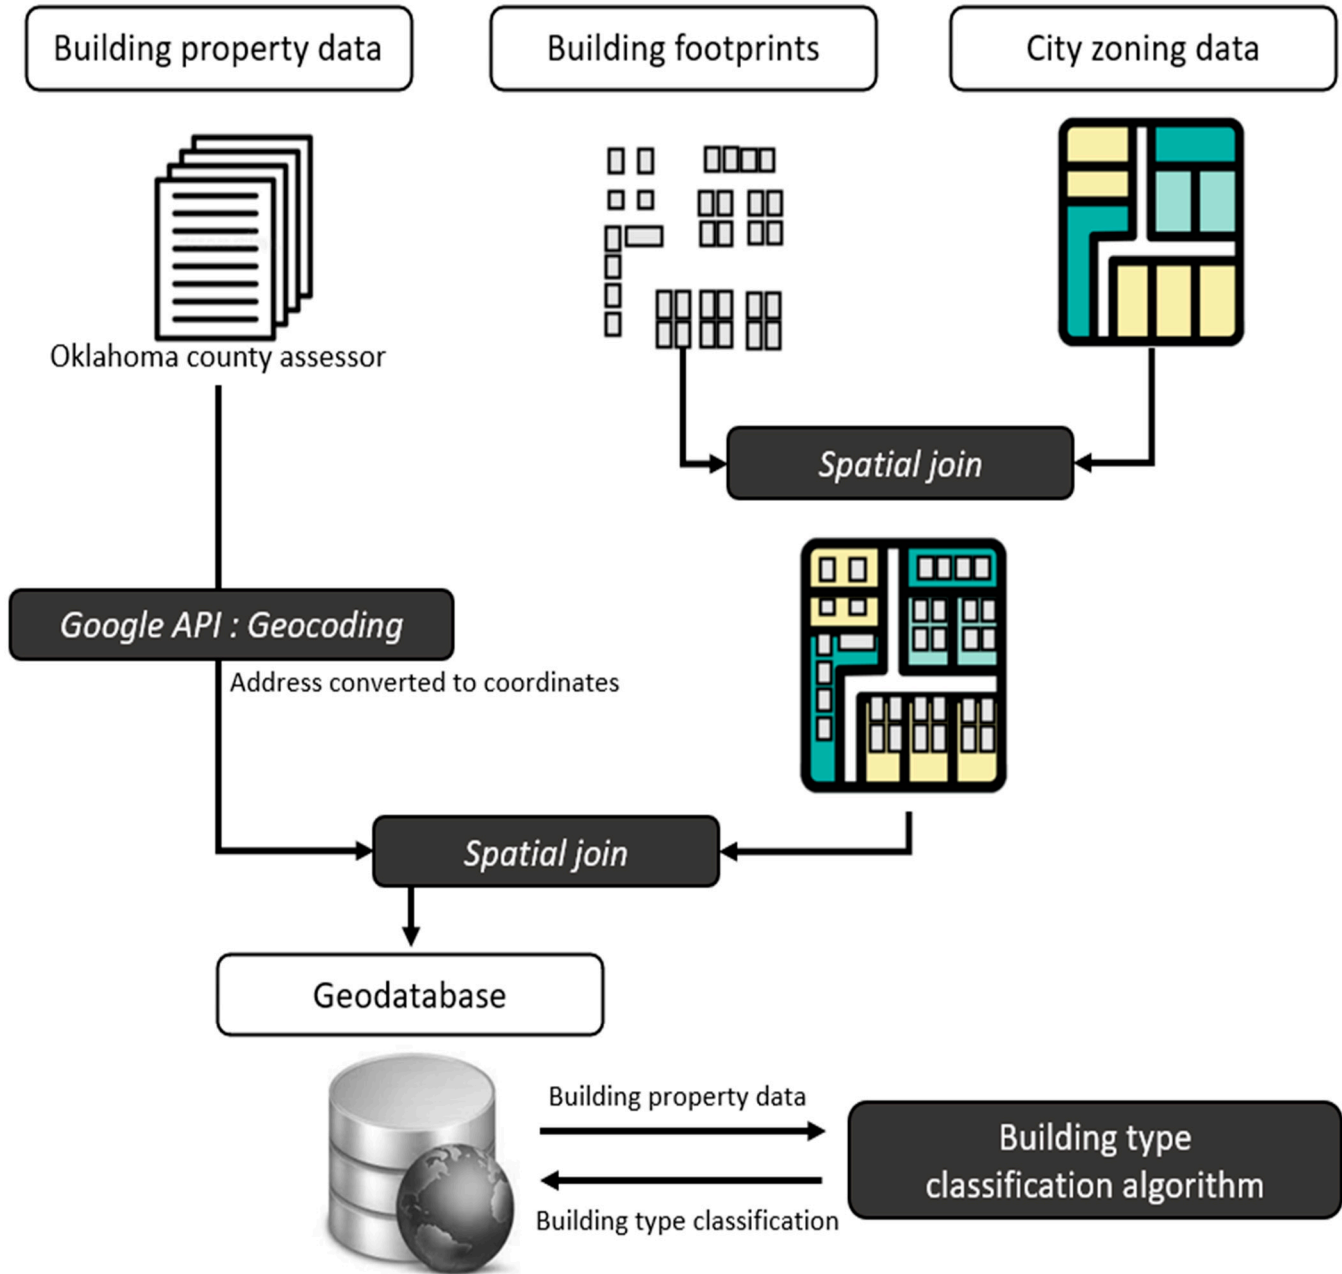 Building property data
Building footprints
City zoning data
Oklahoma county assessor
Spatial join
Google API : Geocoding
Address converted to coordinates
Spatial join
Geodatabase
Building property data
Building type
classification algorithm
Building type classification